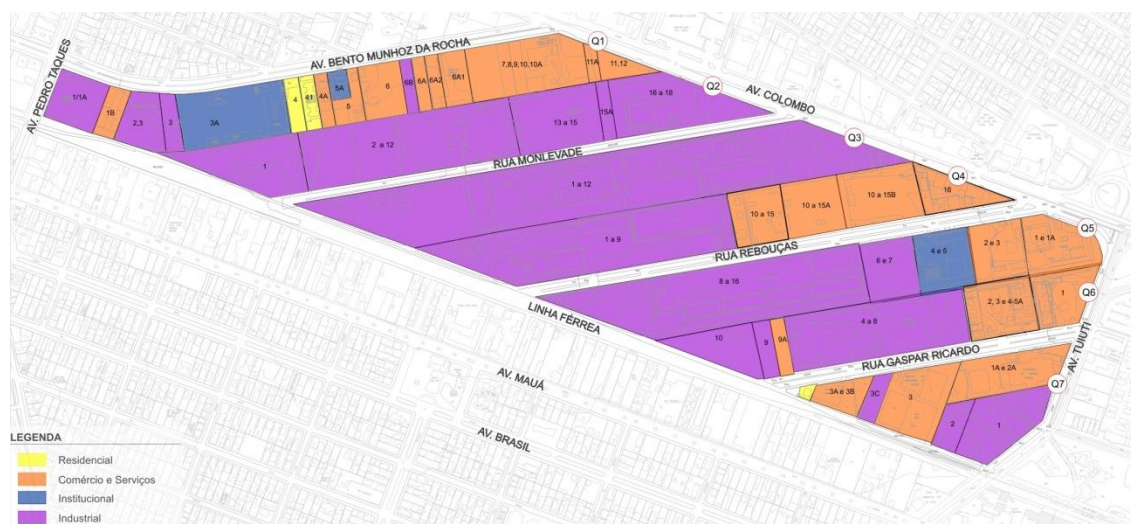 AV. PEDRO TAQUES
AV. BENTO MUNHOZ DA ROCHA
Q1
Q2
AV. COLOMBO
Q3
Q4
Q5
Q6
Q7
AV. TUIUTI
1/1A
1B
2,3
3
3A
4
41
4A
5
5A
6
6B
6A
6A2
6A1
7,8,9,10,10A
11A
11,12
1
2 a 12
13 a 15
15A
16 a 18
RUA MONLEVADE
1 a 12
1 a 9
10 a 15
10 a 15A
10 a 15B
16
RUA REBOUÇAS
8 a 16
6 e 7
4 e 5
2 e 3
1 e 1A
10
9
9A
4 a 8
2, 3 e 4-5A
1
RUA GASPAR RICARDO
3A e 3B
3C
3
1A e 2A
2
1
LINHA FÉRREA
AV. MAUÁ
AV. BRASIL
LEGENDA
Residencial
Comércio e Serviços
Institucional
Industrial